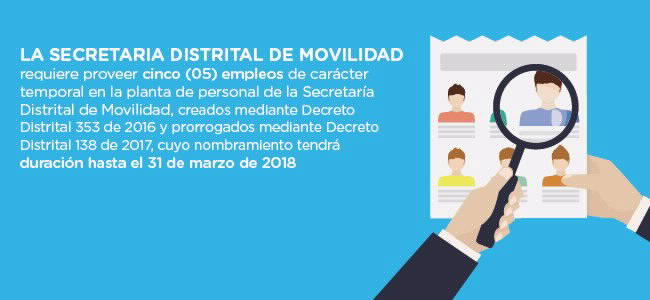 LA SECRETARIA DISTRITAL DE MOVILIDAD
requiere proveer cinco (05) empleos de carácter
temporal en la planta de personal de la Secretaría
Distrital de Movilidad, creados mediante Decreto
Distrital 353 de 2016 y prorrogados mediante Decreto
Distrital 138 de 2017, cuyo nombramiento tendrá
duración hasta el 31 de marzo de 2018